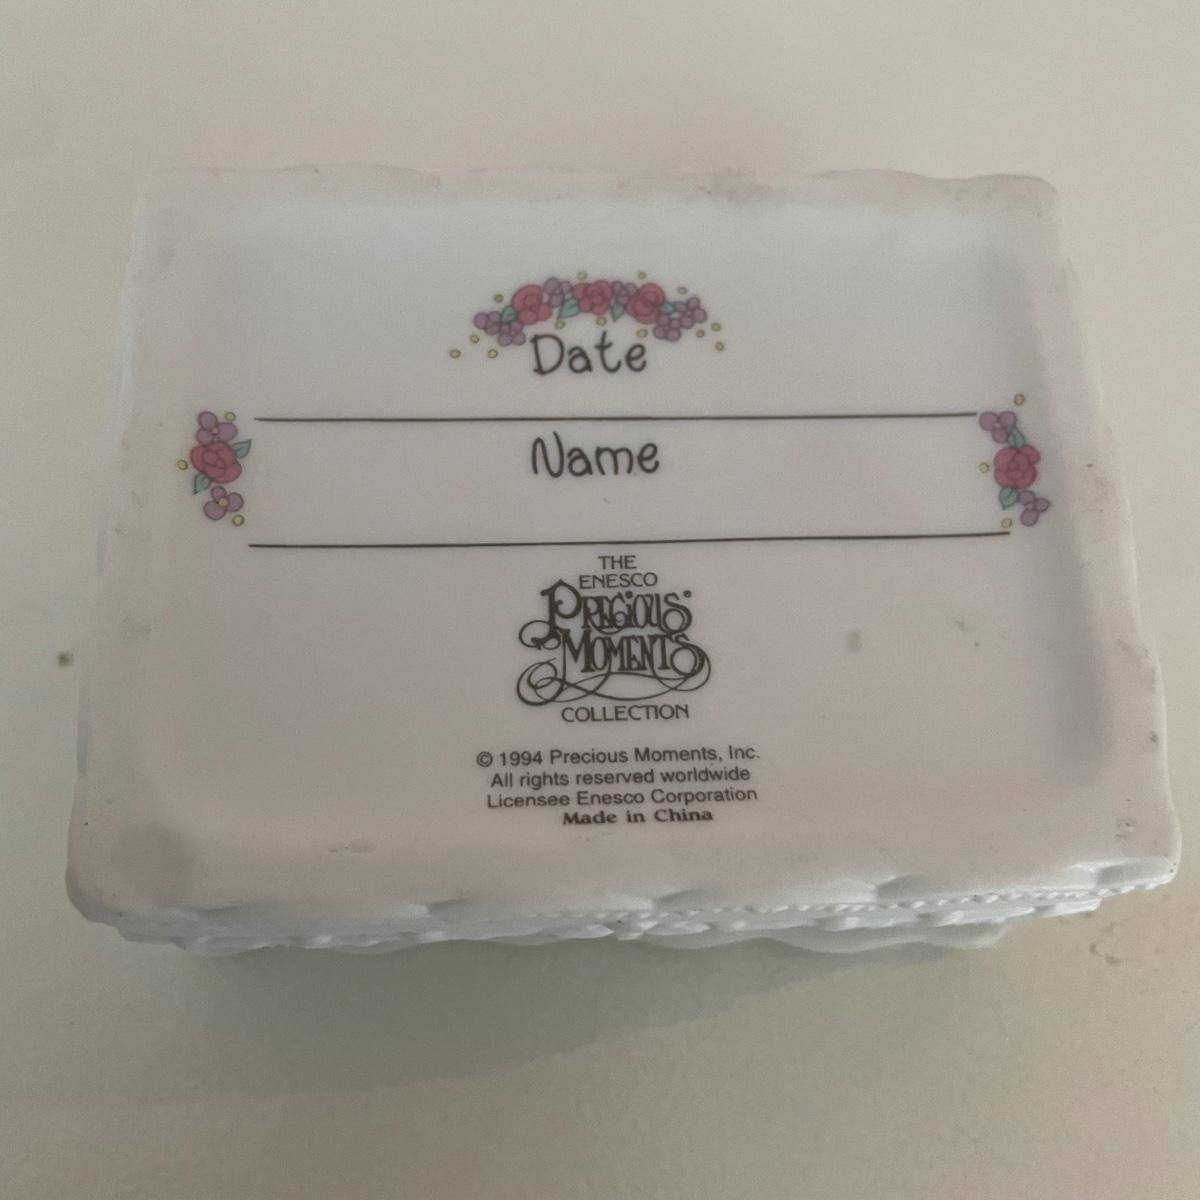 Date
Name
THE
ENESCO
PRECIOUS®
MOMENTS
COLLECTION
© 1994 Precious Moments, Inc.
All rights reserved worldwide
Licensee Enesco Corporation
Made in China